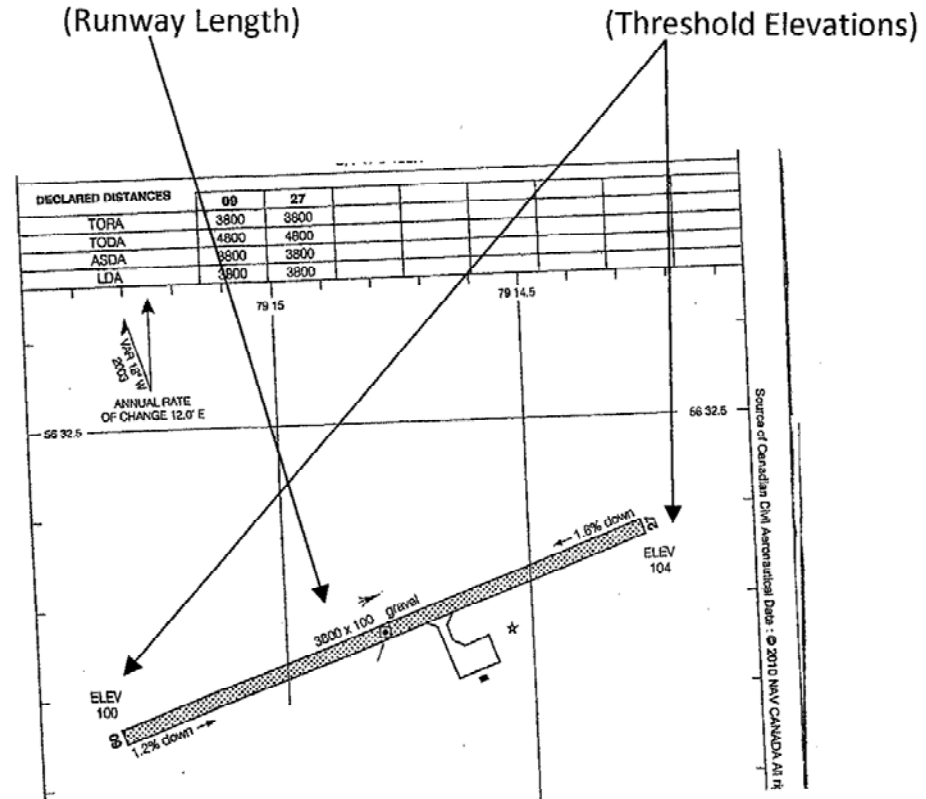 (Runway Length)
(Threshold Elevations)
DECLARED DISTANCES 09 27
TORA 3800 3800
TODA 4800 4800
ASDA 3800 3800
LDA 3800 3800
79 15
79 14.5
VAR 18° W
2003
ANNUAL RATE
OF CHANGE 12.0' E
56 32.5
56 32.5
1.6% down
27
ELEV
104
3800 x 100 gravel
ELEV
100
09
1.2% down
Source of Canadian Civil Aeronautical Data : © 2010 NAV CANADA All